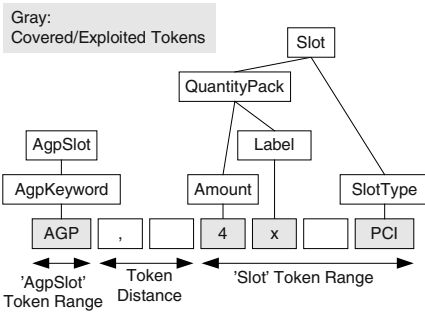 Gray:
Covered/Exploited Tokens
Slot
QuantityPack
AgpSlot
Label
AgpKeyword
Amount
SlotType
AGP , 4 x PCI
'AgpSlot' Token Range
Token Distance
'Slot' Token Range